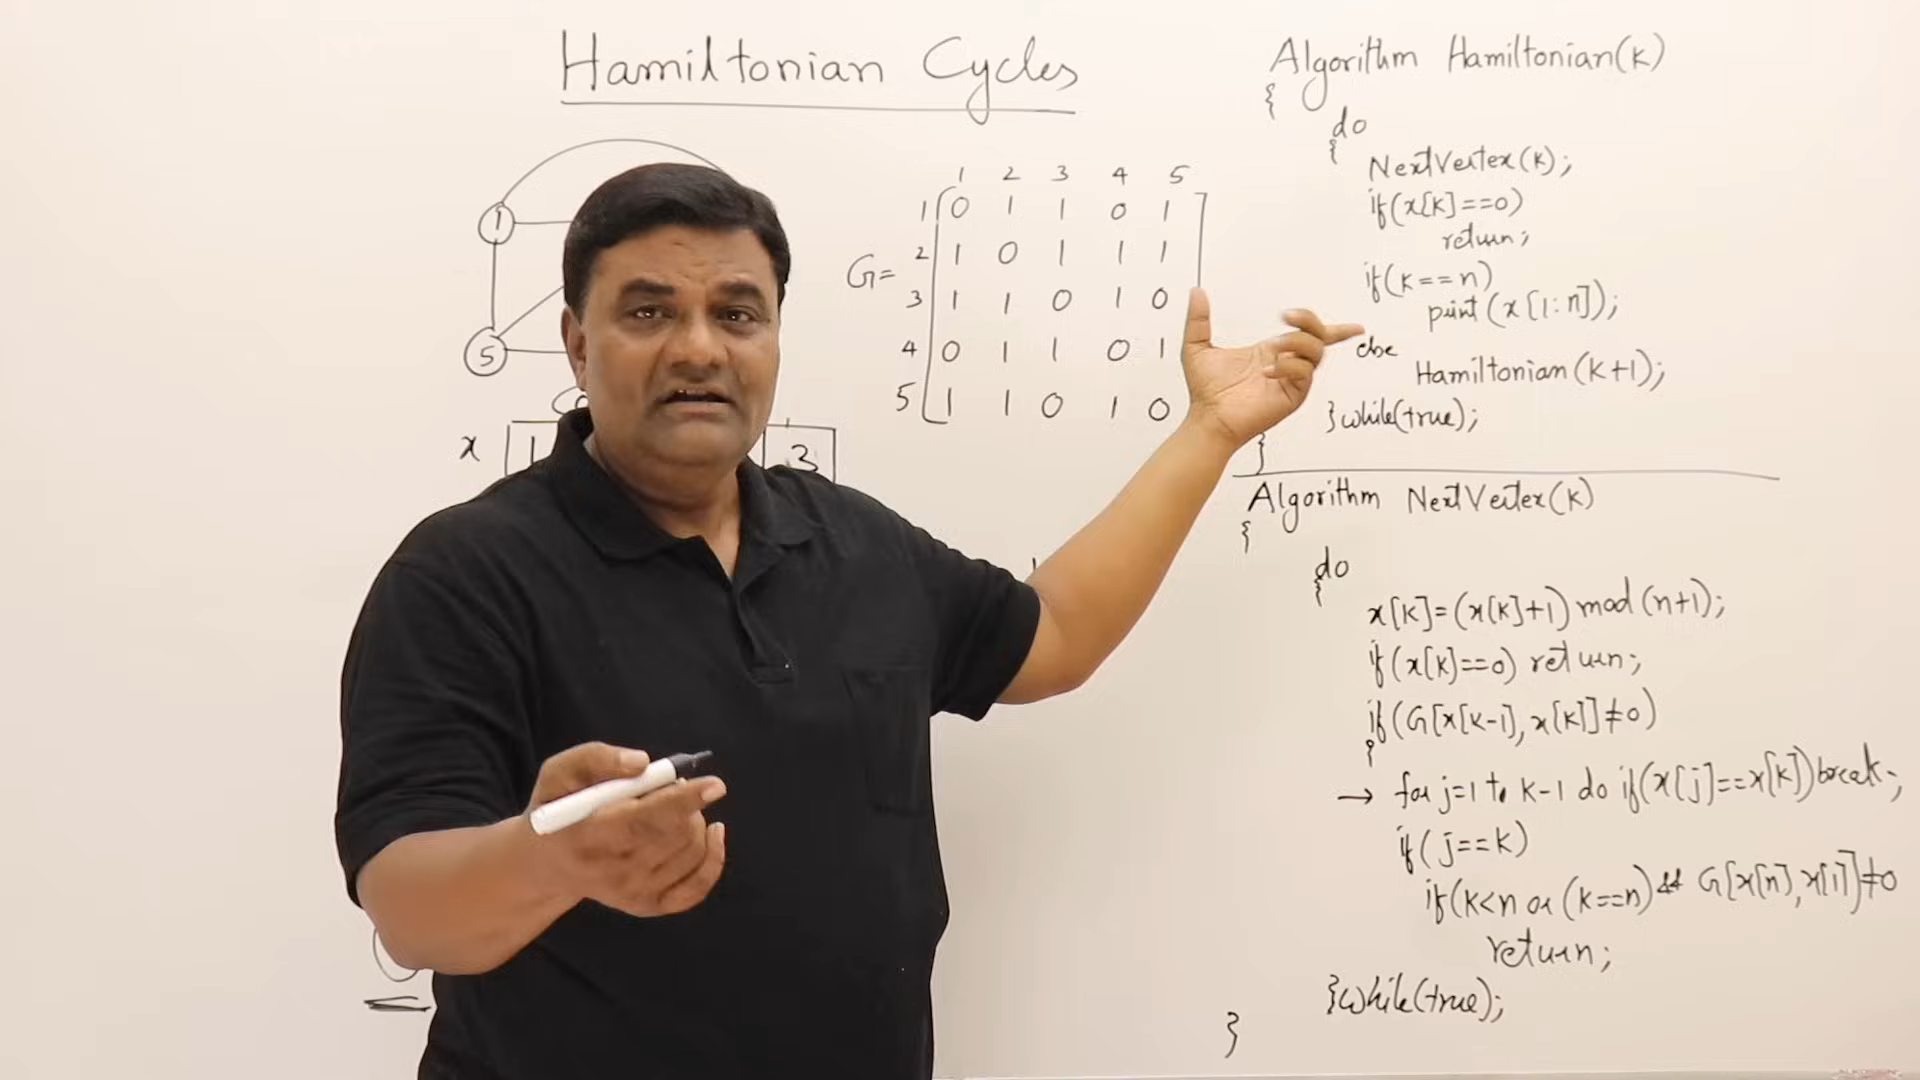 Hamiltonian Cycles
1
5
x 1 3
1 2 3 4 5
G=
1 0 1 1 0 1
2 1 0 1 1 1
3 1 1 0 1 0
4 0 1 1 0 1
5 1 1 0 1 0
Algorithm Hamiltonian(k)
{
do
{
NextVertex(k);
if(x[k]==0)
return;
if(k==n)
print(x[1:n]);
else
Hamiltonian(k+1);
}while(true);
}
Algorithm NextVertex(k)
{
do
{
x[k]=(x[k]+1)mod(n+1);
if(x[k]==0) return;
if(G[x[k-1],x[k]]≠0)
{
→ for j=1 to k-1 do if(x[j]==x[k])break;
if(j==k)
if(k<n or (k==n) && G[x[n],x[1]]≠0
return;
}while(true);
}